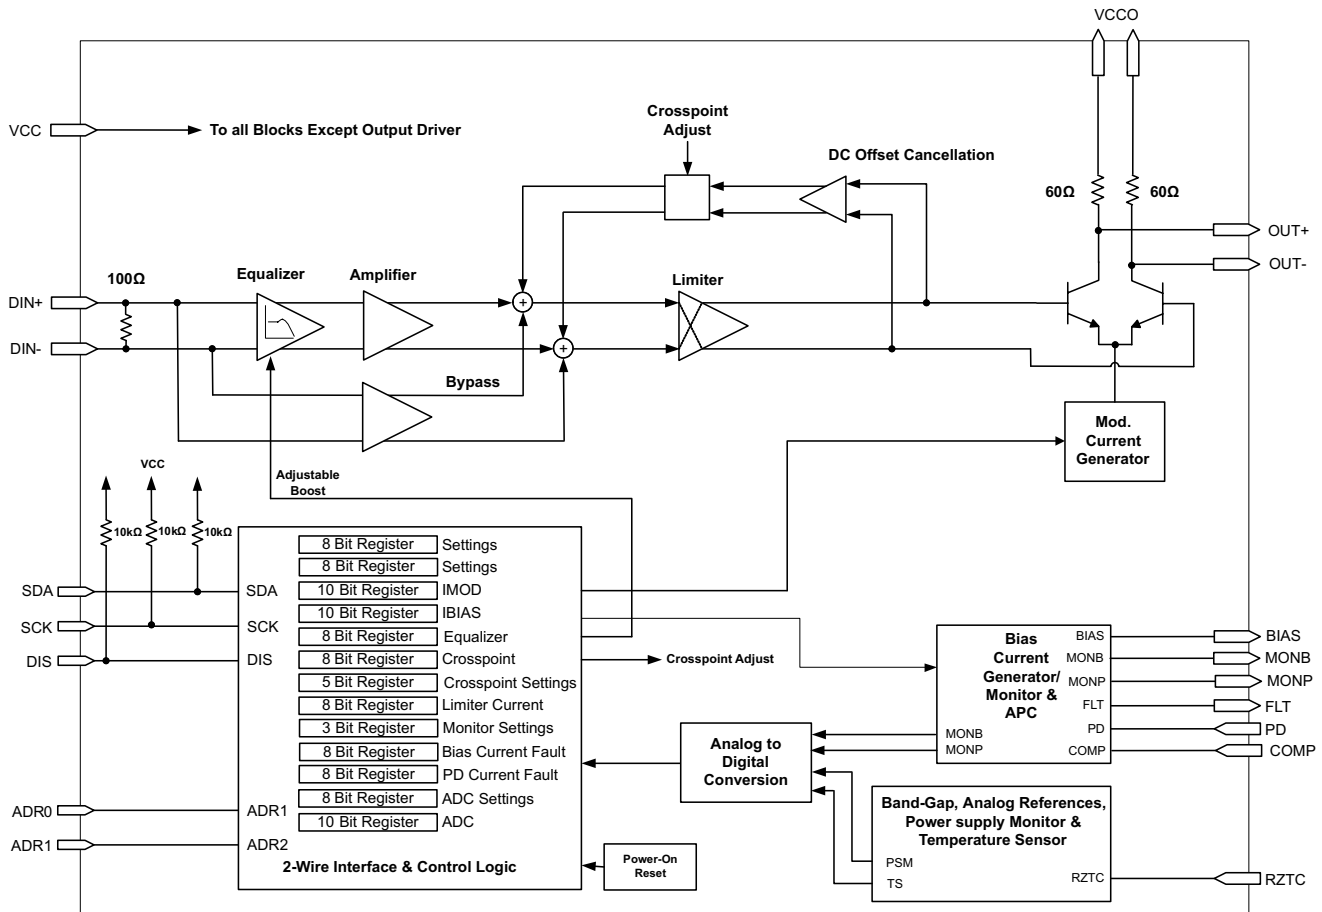 VCCO
VCC
To all Blocks Except Output Driver
Crosspoint
Adjust
DC Offset Cancellation
60Ω
60Ω
OUT+
OUT-
100Ω
Equalizer
Amplifier
Limiter
DIN+
DIN-
+
+
Bypass
Mod.
Current
Generator
VCC
Adjustable
Boost
10kΩ
10kΩ
10kΩ
8 Bit Register Settings
8 Bit Register Settings
SDA
SDA
10 Bit Register IMOD
10 Bit Register IBIAS
SCK
SCK
8 Bit Register Equalizer
DIS
DIS
8 Bit Register Crosspoint
Crosspoint Adjust
5 Bit Register Crosspoint Settings
8 Bit Register Limiter Current
3 Bit Register Monitor Settings
8 Bit Register Bias Current Fault
8 Bit Register PD Current Fault
8 Bit Register ADC Settings
10 Bit Register ADC
ADR0
ADR1
ADR1
ADR2
2-Wire Interface & Control Logic
Power-On
Reset
Analog to
Digital
Conversion
Bias
Current
Generator/
Monitor &
APC
BIAS
MONB
MONP
FLT
PD
COMP
MONB
MONP
BIAS
MONB
MONP
FLT
PD
COMP
Band-Gap, Analog References,
Power supply Monitor &
Temperature Sensor
PSM
TS
RZTC
RZTC